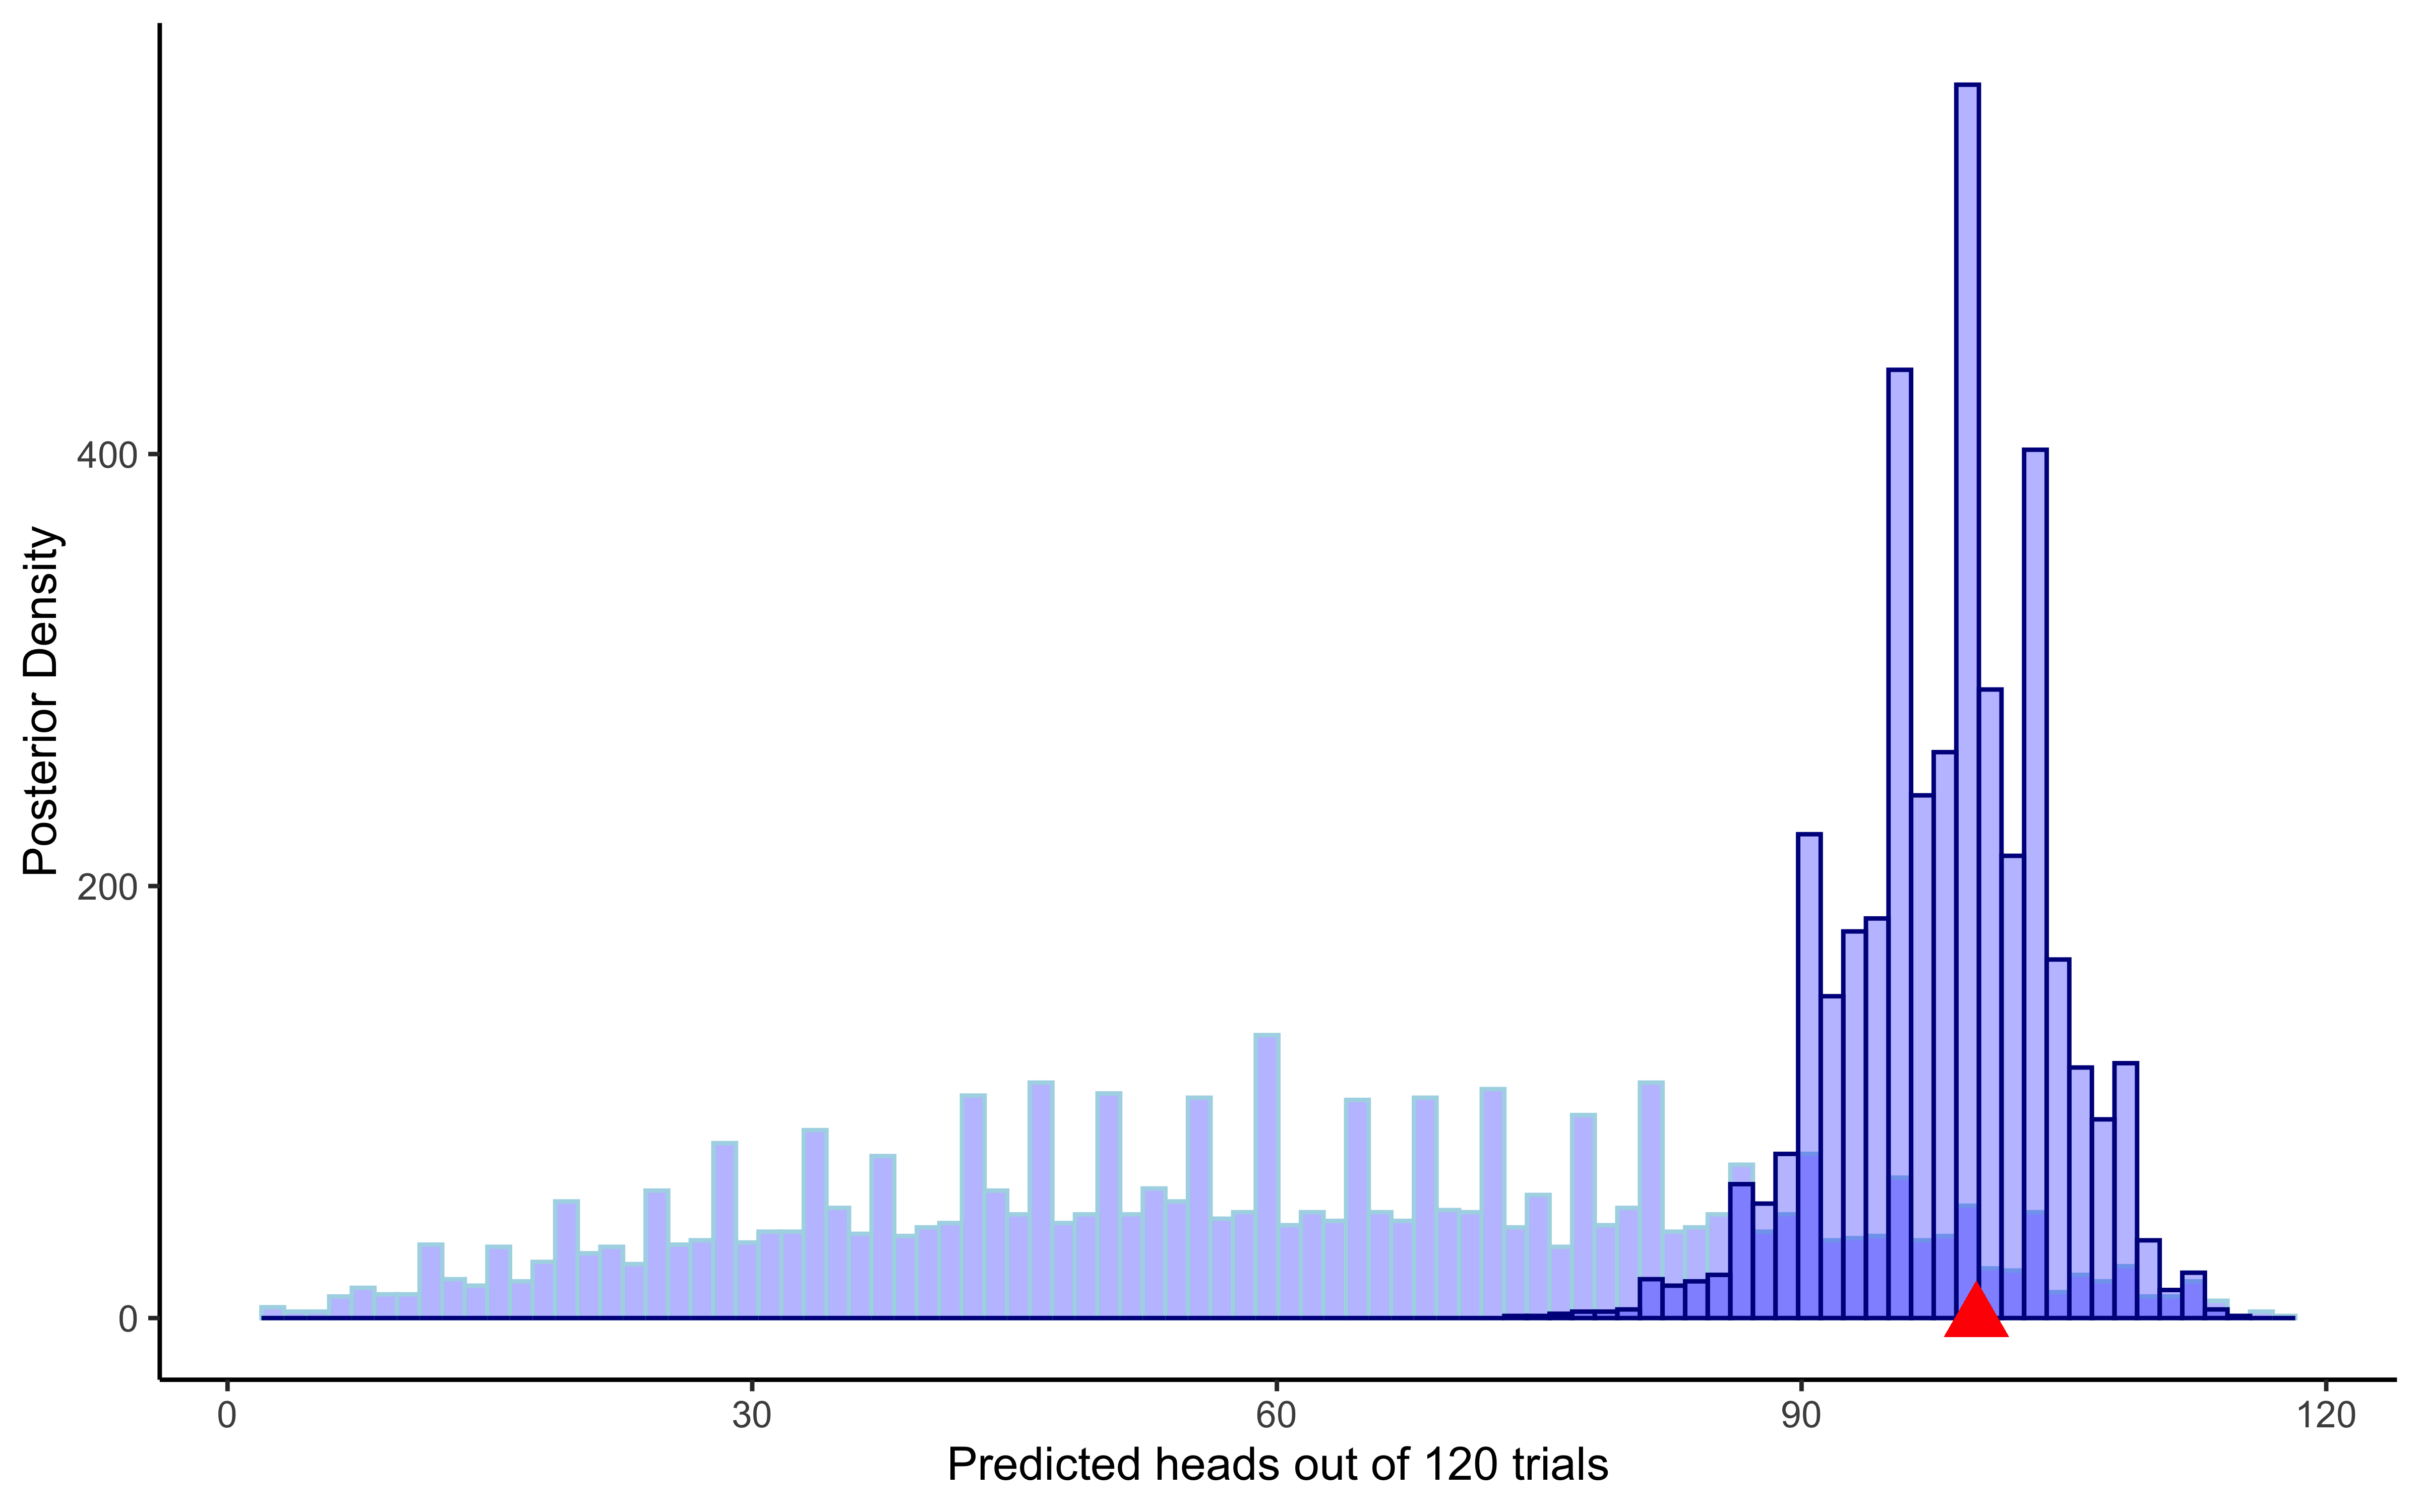 Posterior Density
400
200
0
0 30 60 90 120
Predicted heads out of 120 trials